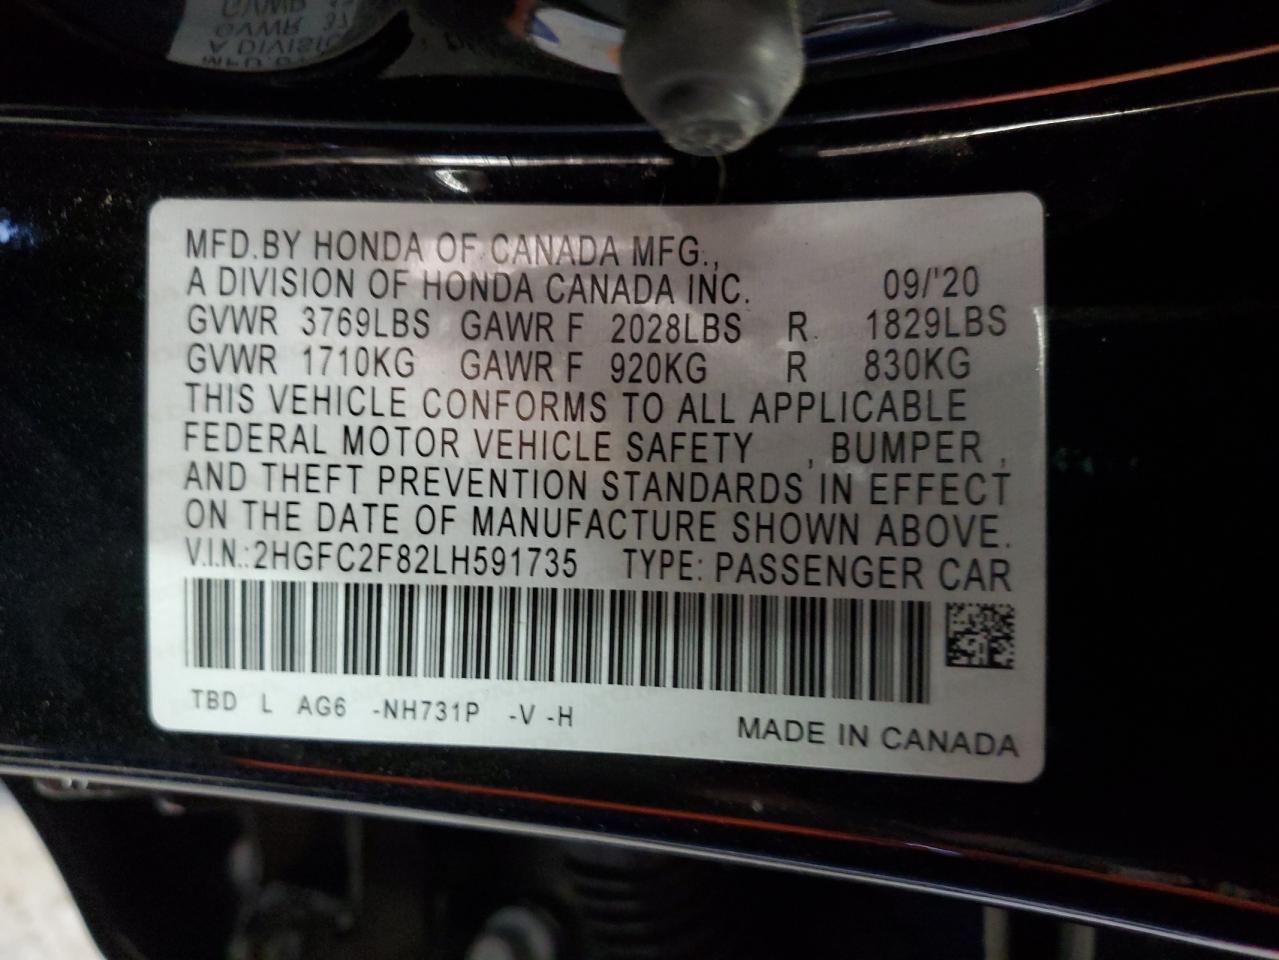 MFD.BY HONDA OF CANADA MFG.,
A DIVISION OF HONDA CANADA INC. 09/'20
GVWR 3769LBS GAWR F 2028LBS R 1829LBS
GVWR 1710KG GAWR F 920KG R 830KG
THIS VEHICLE CONFORMS TO ALL APPLICABLE
FEDERAL MOTOR VEHICLE SAFETY , BUMPER ,
AND THEFT PREVENTION STANDARDS IN EFFECT
ON THE DATE OF MANUFACTURE SHOWN ABOVE.
V.I.N.:2HGFC2F82LH591735 TYPE: PASSENGER CAR
TBD L AG6 -NH731P -V -H
MADE IN CANADA